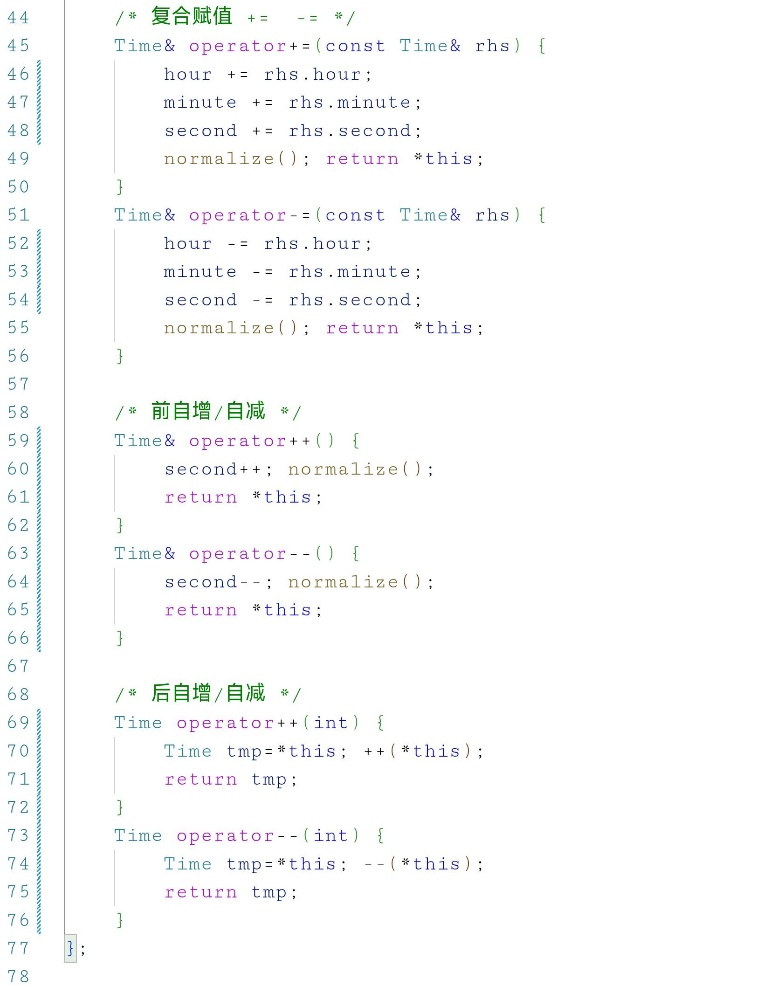 44 /* 复合赋值 += -= */
45 Time& operator+=(const Time& rhs) {
46 hour += rhs.hour;
47 minute += rhs.minute;
48 second += rhs.second;
49 normalize(); return *this;
50 }
51 Time& operator-=(const Time& rhs) {
52 hour -= rhs.hour;
53 minute -= rhs.minute;
54 second -= rhs.second;
55 normalize(); return *this;
56 }
57
58 /* 前自增/自减 */
59 Time& operator++() {
60 second++; normalize();
61 return *this;
62 }
63 Time& operator--() {
64 second--; normalize();
65 return *this;
66 }
67
68 /* 后自增/自减 */
69 Time operator++(int) {
70 Time tmp=*this; ++(*this);
71 return tmp;
72 }
73 Time operator--(int) {
74 Time tmp=*this; --(*this);
75 return tmp;
76 }
77 };
78